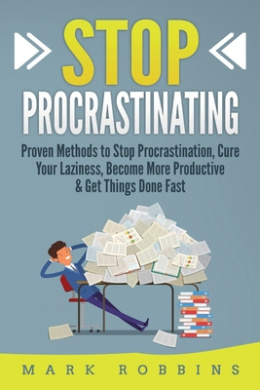 STOP
PROCRASTINATING
Proven Methods to Stop Procrastination, Cure
Your Laziness, Become More Productive
& Get Things Done Fast
MARK ROBBINS